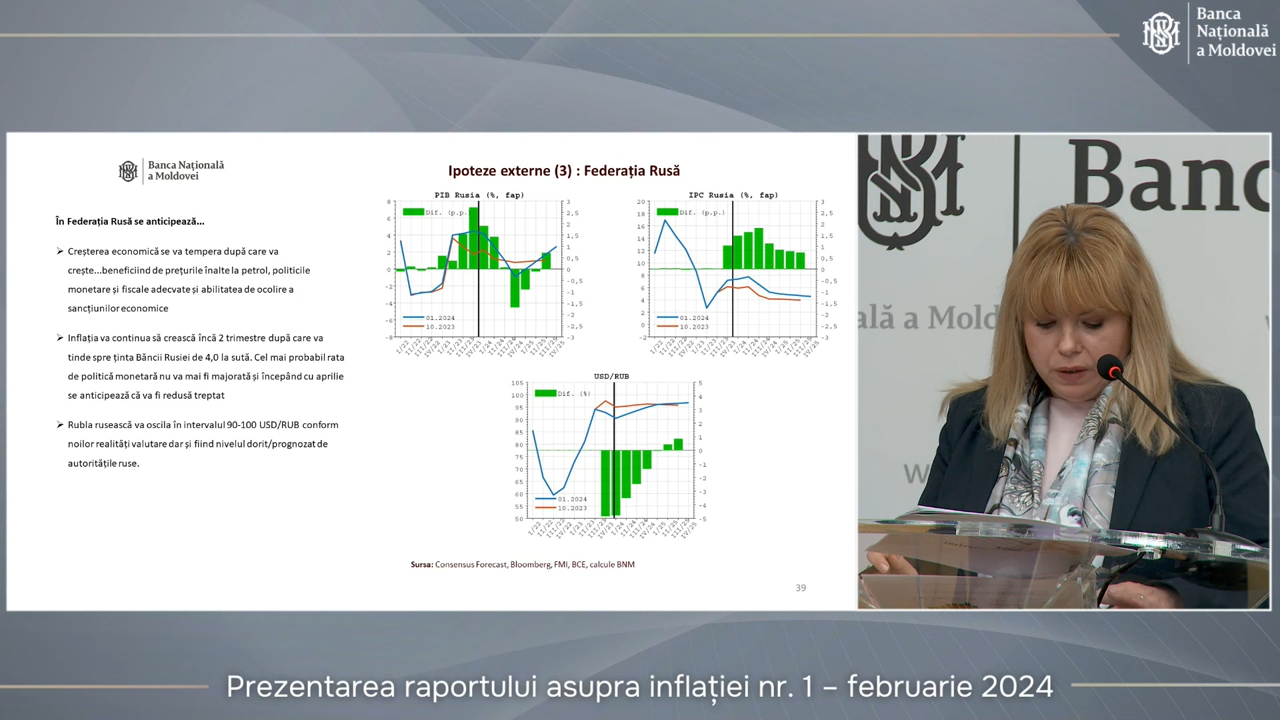 Banca
Națională
a Moldovei
Banca Națională
a Moldovei
Ipoteze externe (3) : Federația Rusă
În Federația Rusă se anticipează...
Creșterea economică se va tempera după care va
crește...beneficiind de prețurile înalte la petrol, politicile
monetare și fiscale adecvate și abilitatea de ocolire a
sancțiunilor economice
Inflația va continua să crească încă 2 trimestre după care va
tinde spre ținta Băncii Rusiei de 4,0 la sută. Cel mai probabil rata
de politică monetară nu va mai fi majorată și începând cu aprilie
se anticipează că va fi redusă treptat
Rubla rusească va oscila în intervalul 90-100 USD/RUB conform
noilor realități valutare dar și fiind nivelul dorit/prognozat de
autoritățile ruse.
PIB Rusia (%, fap)
Dif. (p.p.)
01.2024
10.2023
IPC Rusia (%, fap)
Dif. (p.p.)
01.2024
10.2023
USD/RUB
Dif. (%)
01.2024
10.2023
Sursa: Consensus Forecast, Bloomberg, FMI, BCE, calcule BNM
39
Banc
ală a Mold
W
Prezentarea raportului asupra inflației nr. 1 – februarie 2024